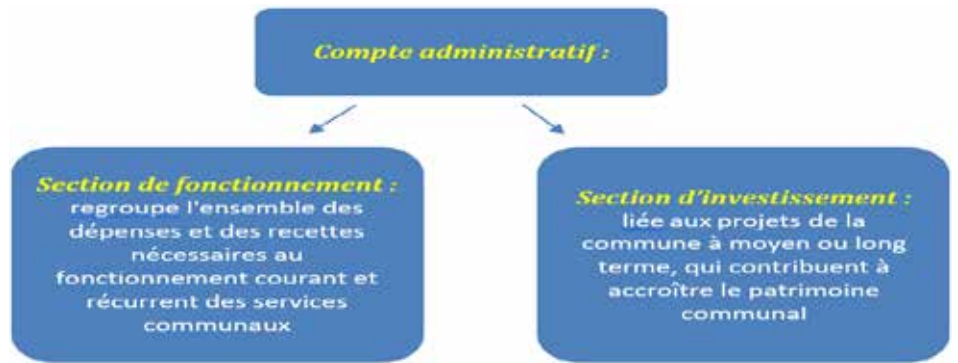 Compte administratif :
Section de fonctionnement :
regroupe l'ensemble des
dépenses et des recettes
nécessaires au
fonctionnement courant et
récurrent des services
communaux
Section d'investissement :
liée aux projets de la
commune à moyen ou long
terme, qui contribuent à
accroître le patrimoine
communal